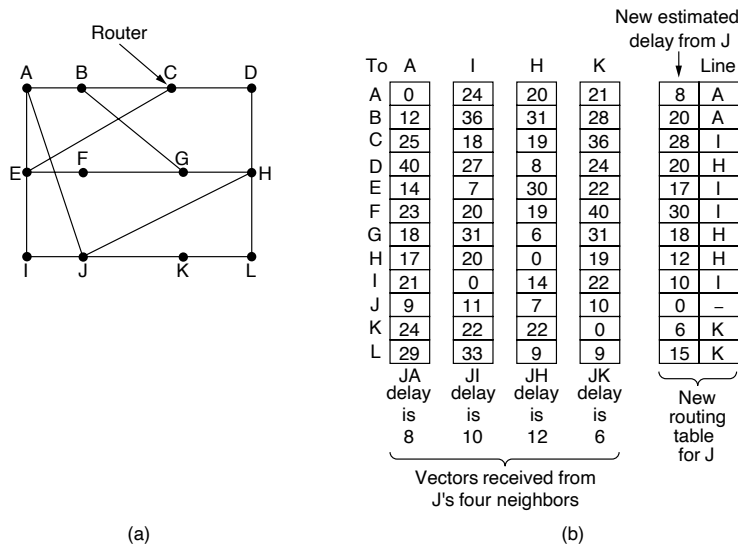 Router
A B C D
E F G H
I J K L
(a)
New estimated
delay from J
To A I H K Line
A 0 24 20 21 8 A
B 12 36 31 28 20 A
C 25 18 19 36 28 I
D 40 27 8 24 20 H
E 14 7 30 22 17 I
F 23 20 19 40 30 I
G 18 31 6 31 18 H
H 17 20 0 19 12 H
I 21 0 14 22 10 I
J 9 11 7 10 0 –
K 24 22 22 0 6 K
L 29 33 9 9 15 K
JA JI JH JK
delay delay delay delay
is is is is
8 10 12 6
New
routing
table
for J
Vectors received from
J's four neighbors
(b)